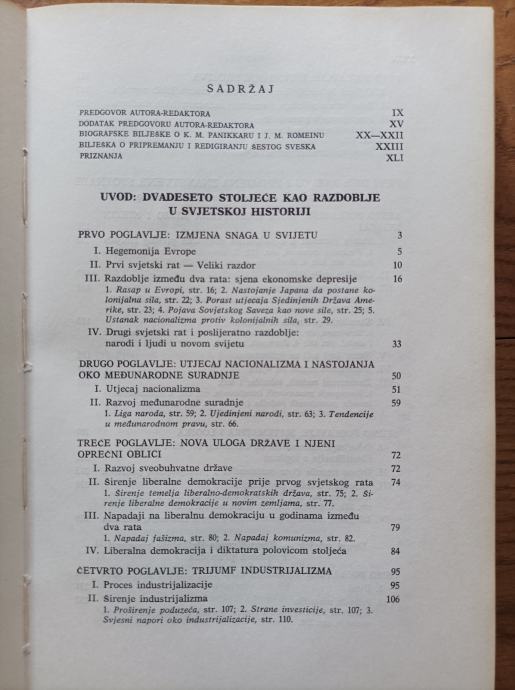 SADRŽAJ
PREDGOVOR AUTORA-REDAKTORA IX
DODATAK PREDGOVORU AUTORA-REDAKTORA XV
BIOGRAFSKE BILJEŠKE O K. M. PANIKKARU I J. M. ROMEINU XX—XXII
BILJEŠKA O PRIPREMANJU I REDIGIRANJU ŠESTOG SVESKA XXIII
PRIZNANJA XLI
UVOD: DVADESETO STOLJEĆE KAO RAZDOBLJE
U SVJETSKOJ HISTORIJI
PRVO POGLAVLJE: IZMJENA SNAGA U SVIJETU 3
I. Hegemonija Evrope 5
II. Prvi svjetski rat — Veliki razdor 10
III. Razdoblje između dva rata: sjena ekonomske depresije 16
1. Rasap u Evropi, str. 16; 2. Nastojanje Japana da postane ko-
lonijalna sila, str. 22; 3. Porast utjecaja Sjedinjenih Država Ame-
rike, str. 23; 4. Pojava Sovjetskog Saveza kao nove sile, str. 25; 5.
Ustanak nacionalizma protiv kolonijalnih sila, str. 29.
IV. Drugi svjetski rat i poslijeratno razdoblje:
narodi i ljudi u novom svijetu 33
DRUGO POGLAVLJE: UTJECAJ NACIONALIZMA I NASTOJANJA
OKO MEĐUNARODNE SURADNJE 50
I. Utjecaj nacionalizma 51
II. Razvoj međunarodne suradnje 59
1. Liga naroda, str. 59; 2. Ujedinjeni narodi, str. 63; 3. Tendencije
u međunarodnom pravu, str. 66.
TREĆE POGLAVLJE: NOVA ULOGA DRŽAVE I NJENI
OPREČNI OBLICI 72
I. Razvoj sveobuhvatne države 72
II. Širenje liberalne demokracije prije prvog svjetskog rata 74
1. Širenje temelja liberalno-demokratskih država, str. 75; 2. Ši-
renje liberalne demokracije u novim zemljama, str. 77.
III. Napadaji na liberalnu demokraciju u godinama između
dva rata 79
1. Napadaj fašizma, str. 80; 2. Napadaj komunizma, str. 82.
IV. Liberalna demokracija i diktatura polovicom stoljeća 84
ČETVRTO POGLAVLJE: TRIJUMF INDUSTRIJALIZMA 95
I. Proces industrijalizacije 95
II. Širenje industrijalizma 106
1. Proširenje poduzeća, str. 107; 2. Strane investicije, str. 107; 3.
Svjesni napori oko industrijalizacije, str. 110.